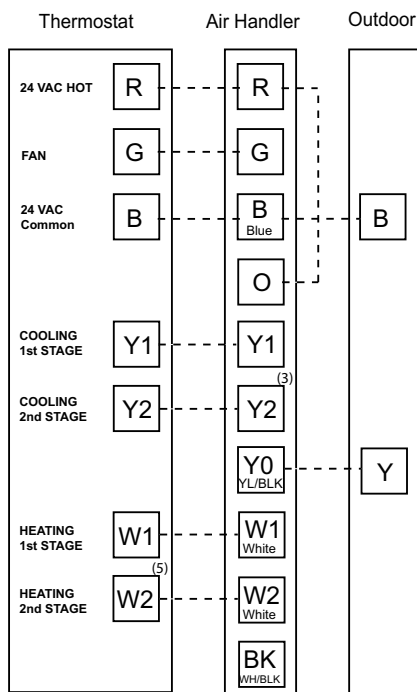 Thermostat Air Handler Outdoor
24 VAC HOT R R
FAN G G
24 VAC
Common B B B
Blue
O
COOLING
1st STAGE Y1 Y1
(3)
COOLING
2nd STAGE Y2 Y2
Y0 Y
YL/BLK
HEATING
1st STAGE W1 W1
White
(5)
HEATING
2nd STAGE W2 W2
White
BK
WH/BLK